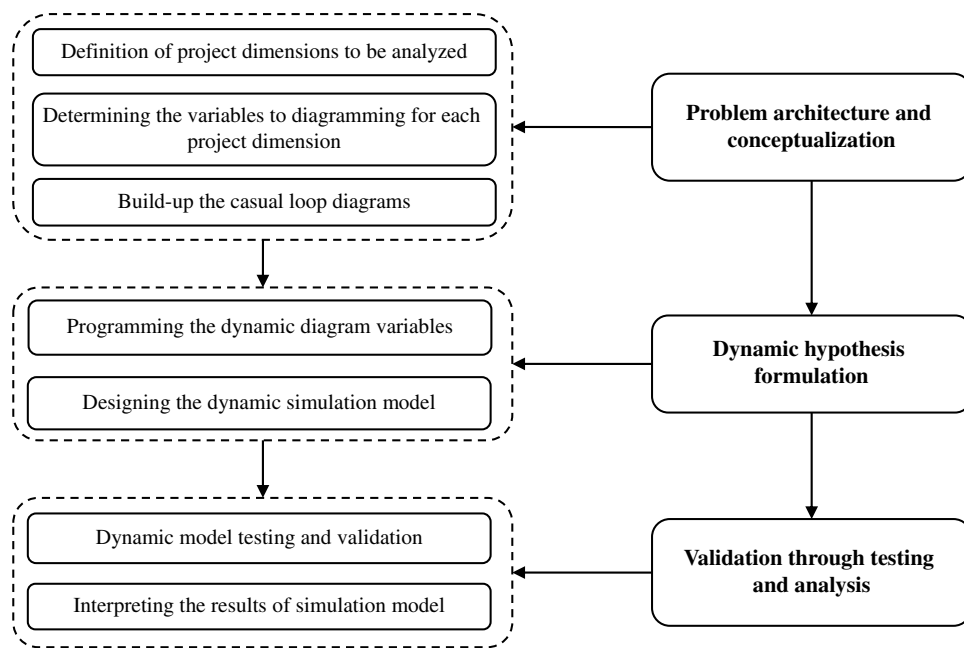 Definition of project dimensions to be analyzed
Determining the variables to diagramming for each
project dimension
Build-up the casual loop diagrams
Problem architecture and
conceptualization
Programming the dynamic diagram variables
Designing the dynamic simulation model
Dynamic hypothesis
formulation
Dynamic model testing and validation
Interpreting the results of simulation model
Validation through testing
and analysis